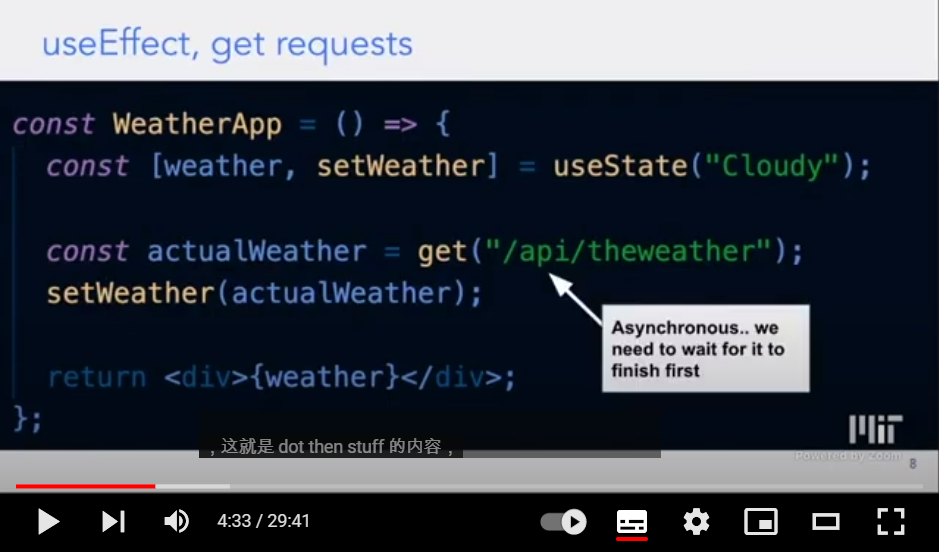 useEffect, get requests
const WeatherApp = () => {
const [weather, setWeather] = useState("Cloudy");
const actualWeather = get("/api/theweather");
setWeather(actualWeather);
Asynchronous.. we
need to wait for it to
finish first
return <div>{weather}</div>;
};
，这就是 dot then stuff 的内容，
MIT
Powered by Zoom
8
4:33 / 29:41